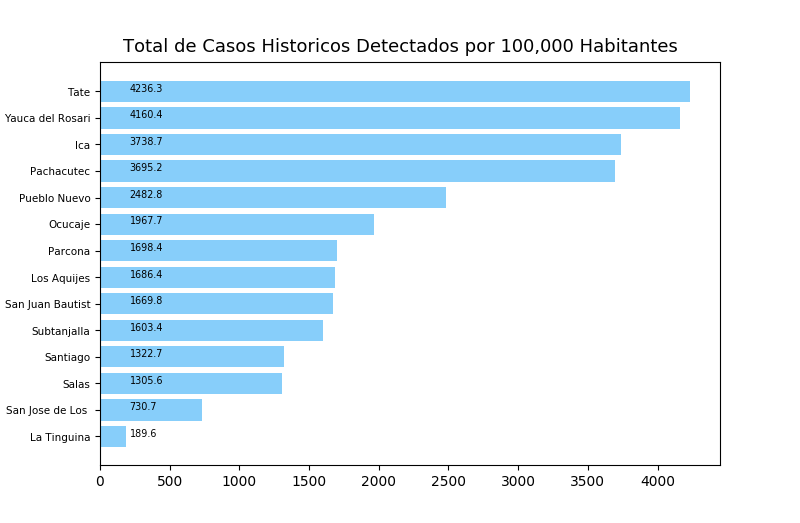 Total de Casos Historicos Detectados por 100,000 Habitantes
Tate 4236.3
Yauca del Rosari 4160.4
Ica 3738.7
Pachacutec 3695.2
Pueblo Nuevo 2482.8
Ocucaje 1967.7
Parcona 1698.4
Los Aquijes 1686.4
San Juan Bautist 1669.8
Subtanjalla 1603.4
Santiago 1322.7
Salas 1305.6
San Jose de Los 730.7
La Tinguina 189.6
0 500 1000 1500 2000 2500 3000 3500 4000